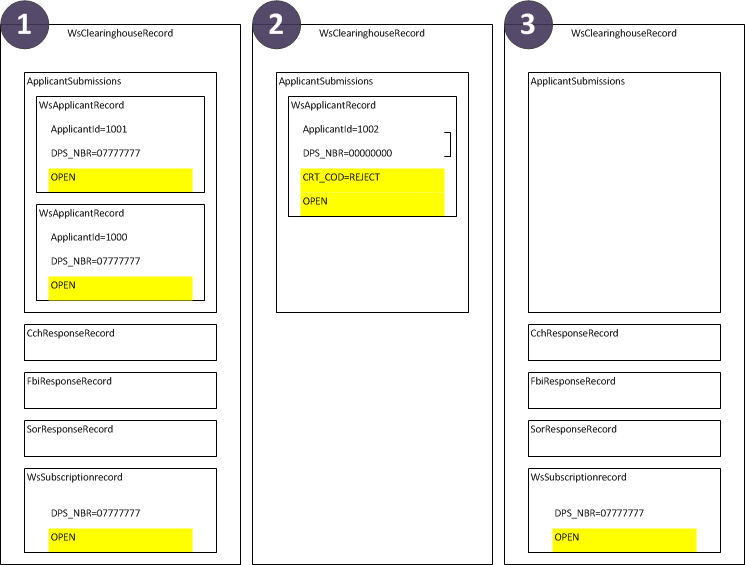 1
WsClearinghouseRecord
ApplicantSubmissions
WsApplicantRecord
ApplicantId=1001
DPS_NBR=07777777
OPEN
WsApplicantRecord
ApplicantId=1000
DPS_NBR=07777777
OPEN
CchResponseRecord
FbiResponseRecord
SorResponseRecord
WsSubscriptionrecord
DPS_NBR=07777777
OPEN
2
WsClearinghouseRecord
ApplicantSubmissions
WsApplicantRecord
ApplicantId=1002
DPS_NBR=00000000
CRT_COD=REJECT
OPEN
3
WsClearinghouseRecord
ApplicantSubmissions
CchResponseRecord
FbiResponseRecord
SorResponseRecord
WsSubscriptionrecord
DPS_NBR=07777777
OPEN